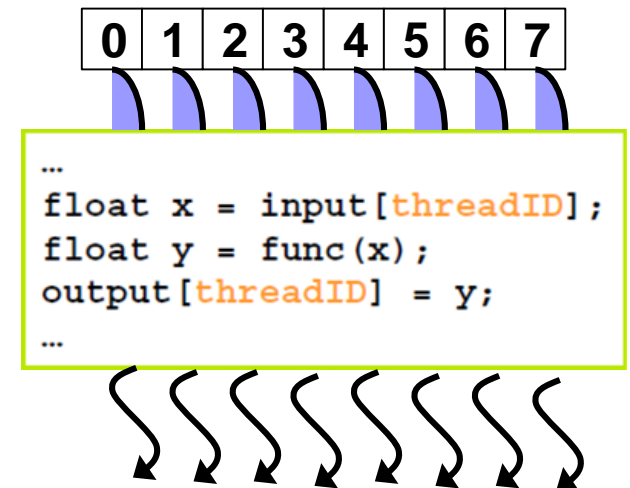 0 1 2 3 4 5 6 7
...
float x = input[threadID];
float y = func(x);
output[threadID] = y;
...